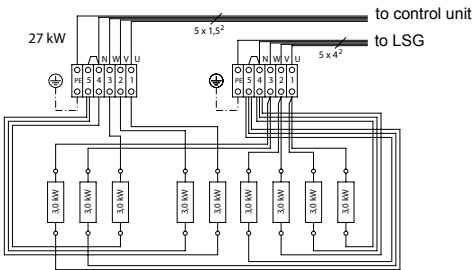 to control unit
27 kW
5 x 1,5²
to LSG
5 x 4²
N W V U
PE 5 4 3 2 1
N W V U
PE 5 4 3 2 1
3,0 kW 3,0 kW 3,0 kW 3,0 kW 3,0 kW 3,0 kW 3,0 kW 3,0 kW 3,0 kW